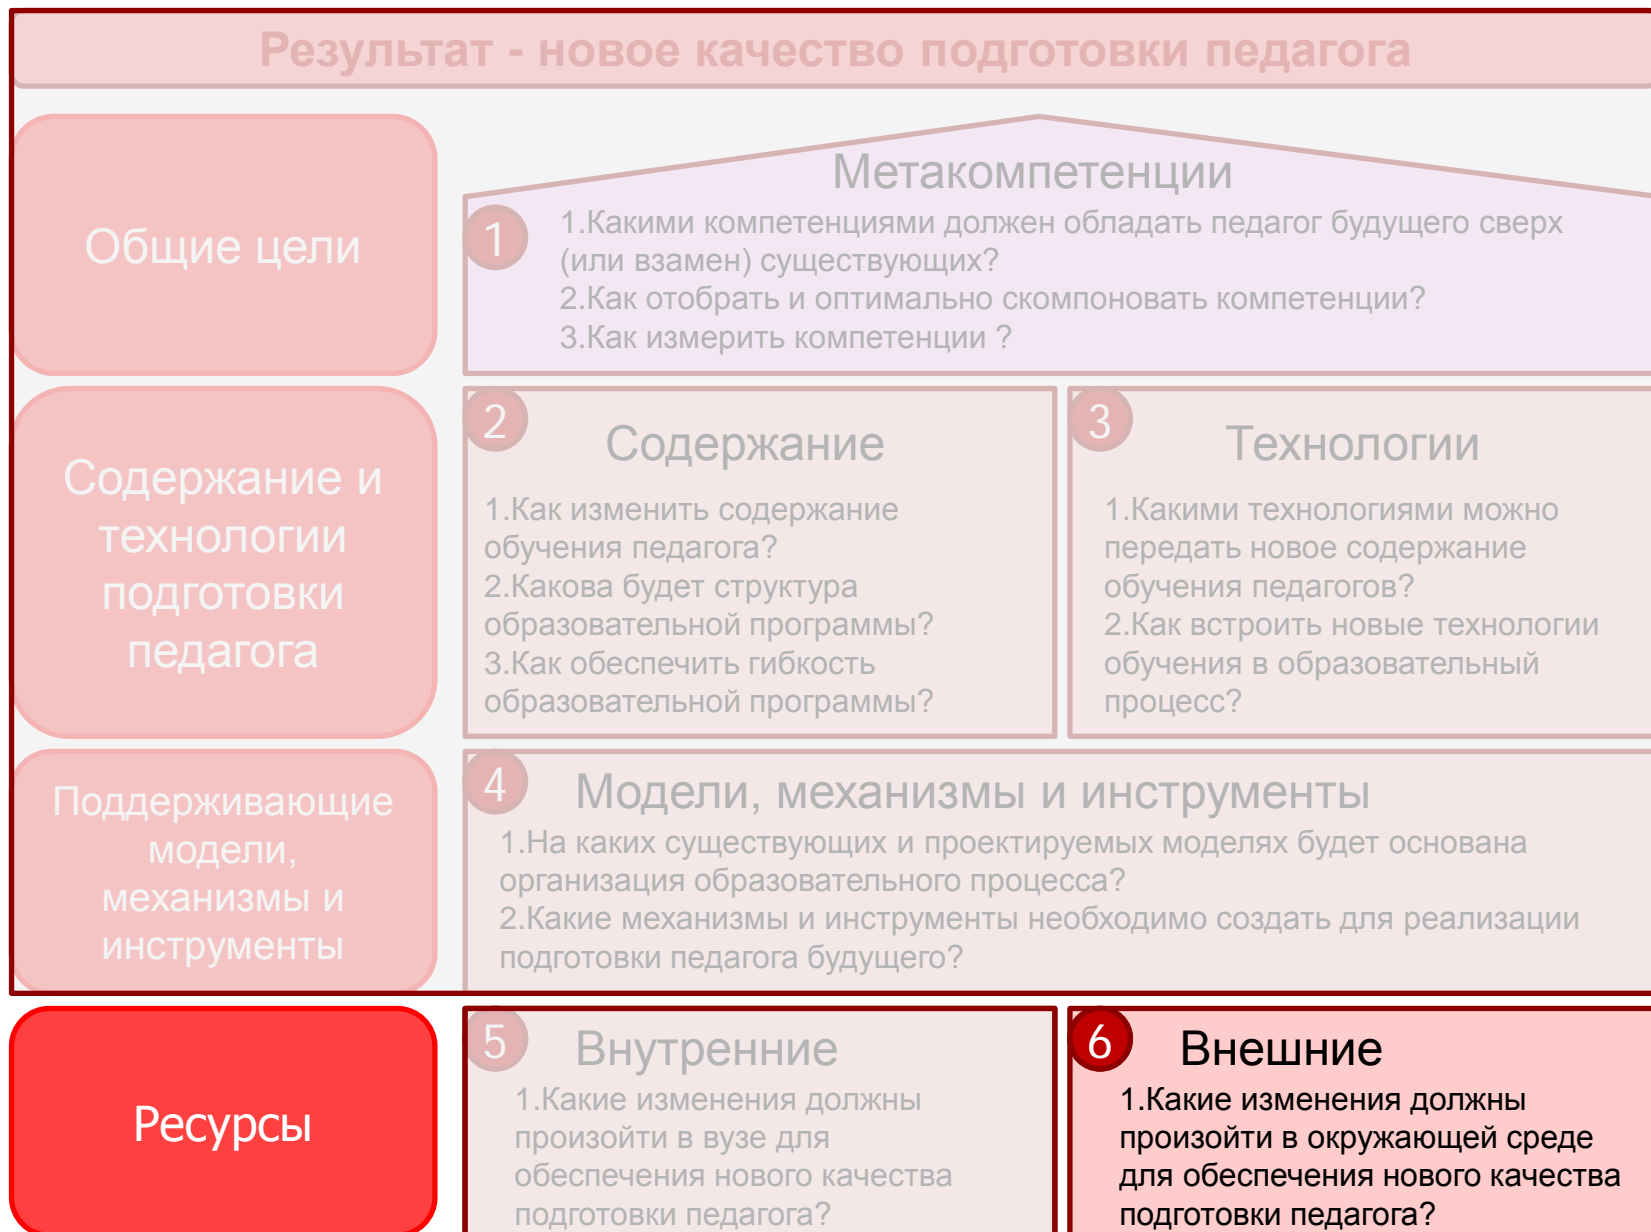 Результат - новое качество подготовки педагога
Общие цели
Метакомпетенции
1
1.Какими компетенциями должен обладать педагог будущего сверх
(или взамен) существующих?
2.Как отобрать и оптимально скомпоновать компетенции?
3.Как измерить компетенции ?
Содержание и
технологии
подготовки
педагога
2
Содержание
1.Как изменить содержание
обучения педагога?
2.Какова будет структура
образовательной программы?
3.Как обеспечить гибкость
образовательной программы?
3
Технологии
1.Какими технологиями можно
передать новое содержание
обучения педагогов?
2.Как встроить новые технологии
обучения в образовательный
процесс?
Поддерживающие
модели,
механизмы и
инструменты
4
Модели, механизмы и инструменты
1.На каких существующих и проектируемых моделях будет основана
организация образовательного процесса?
2.Какие механизмы и инструменты необходимо создать для реализации
подготовки педагога будущего?
Ресурсы
5
Внутренние
1.Какие изменения должны
произойти в вузе для
обеспечения нового качества
подготовки педагога?
6
Внешние
1.Какие изменения должны
произойти в окружающей среде
для обеспечения нового качества
подготовки педагога?